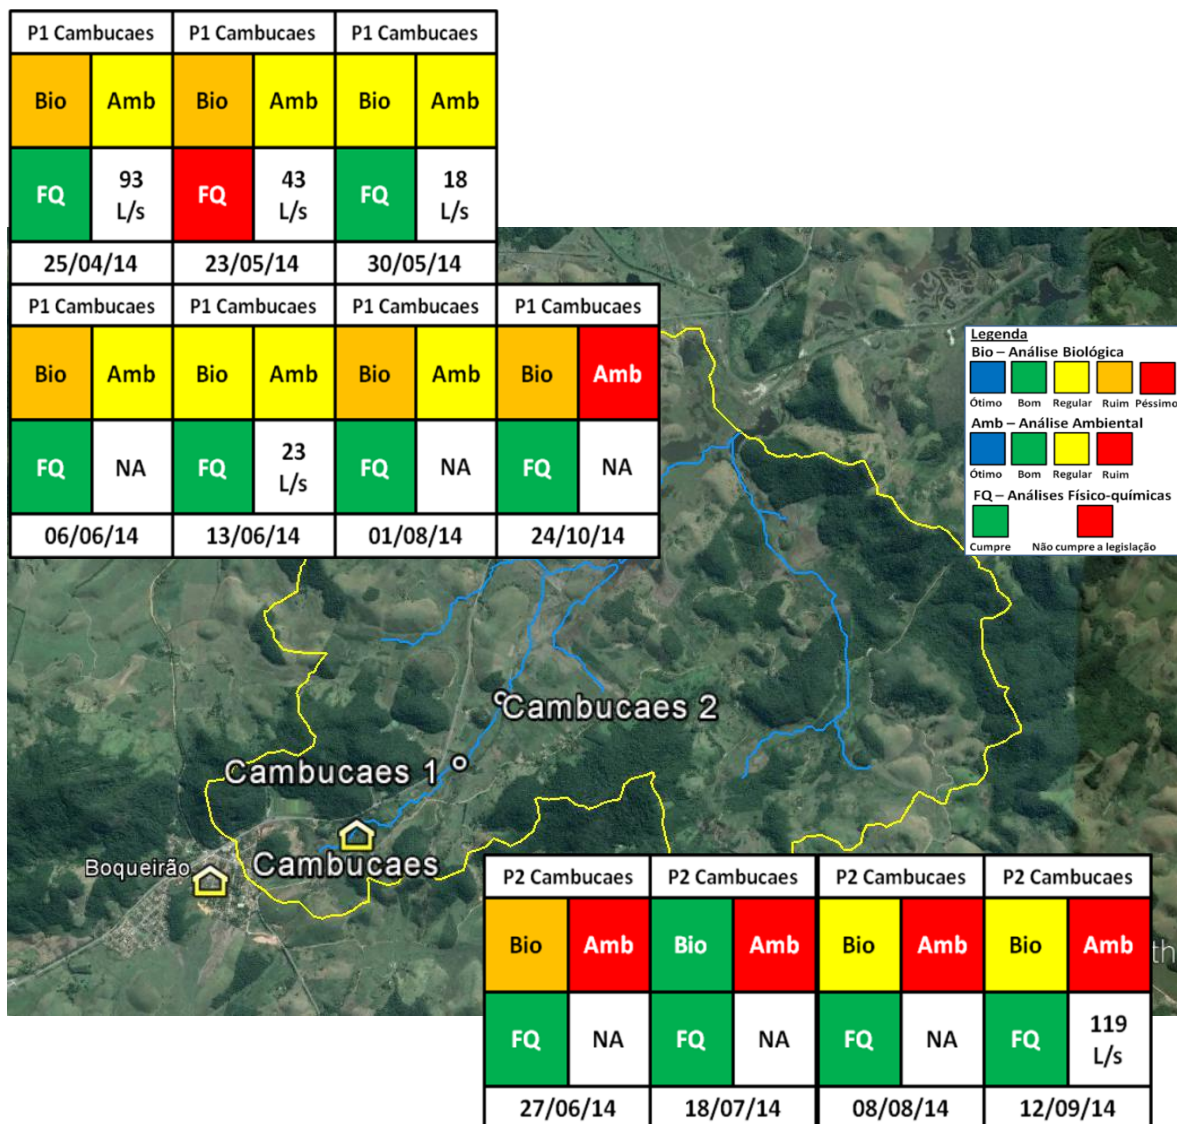 P1 Cambucaes P1 Cambucaes P1 Cambucaes
Bio Amb Bio Amb Bio Amb
FQ 93 L/s FQ 43 L/s FQ 18 L/s
25/04/14 23/05/14 30/05/14
P1 Cambucaes P1 Cambucaes P1 Cambucaes P1 Cambucaes
Bio Amb Bio Amb Bio Amb Bio Amb
FQ NA FQ 23 L/s FQ NA FQ NA
06/06/14 13/06/14 01/08/14 24/10/14
Legenda
Bio – Análise Biológica
Ótimo Bom Regular Ruim Péssimo
Amb – Análise Ambiental
Ótimo Bom Regular Ruim
FQ – Análises Físico-químicas
Cumpre Não cumpre a legislação
Cambucaes 2
Cambucaes 1
Cambucaes
Boqueirão
P2 Cambucaes P2 Cambucaes P2 Cambucaes P2 Cambucaes
Bio Amb Bio Amb Bio Amb Bio Amb
th
FQ NA FQ NA FQ NA FQ 119 L/s
27/06/14 18/07/14 08/08/14 12/09/14